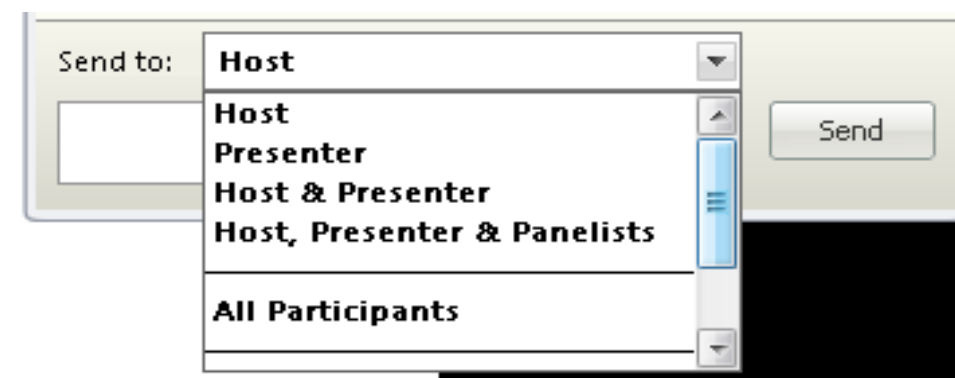 Send to: Host
Host
Presenter
Send
Host & Presenter
Host, Presenter & Panelists
All Participants